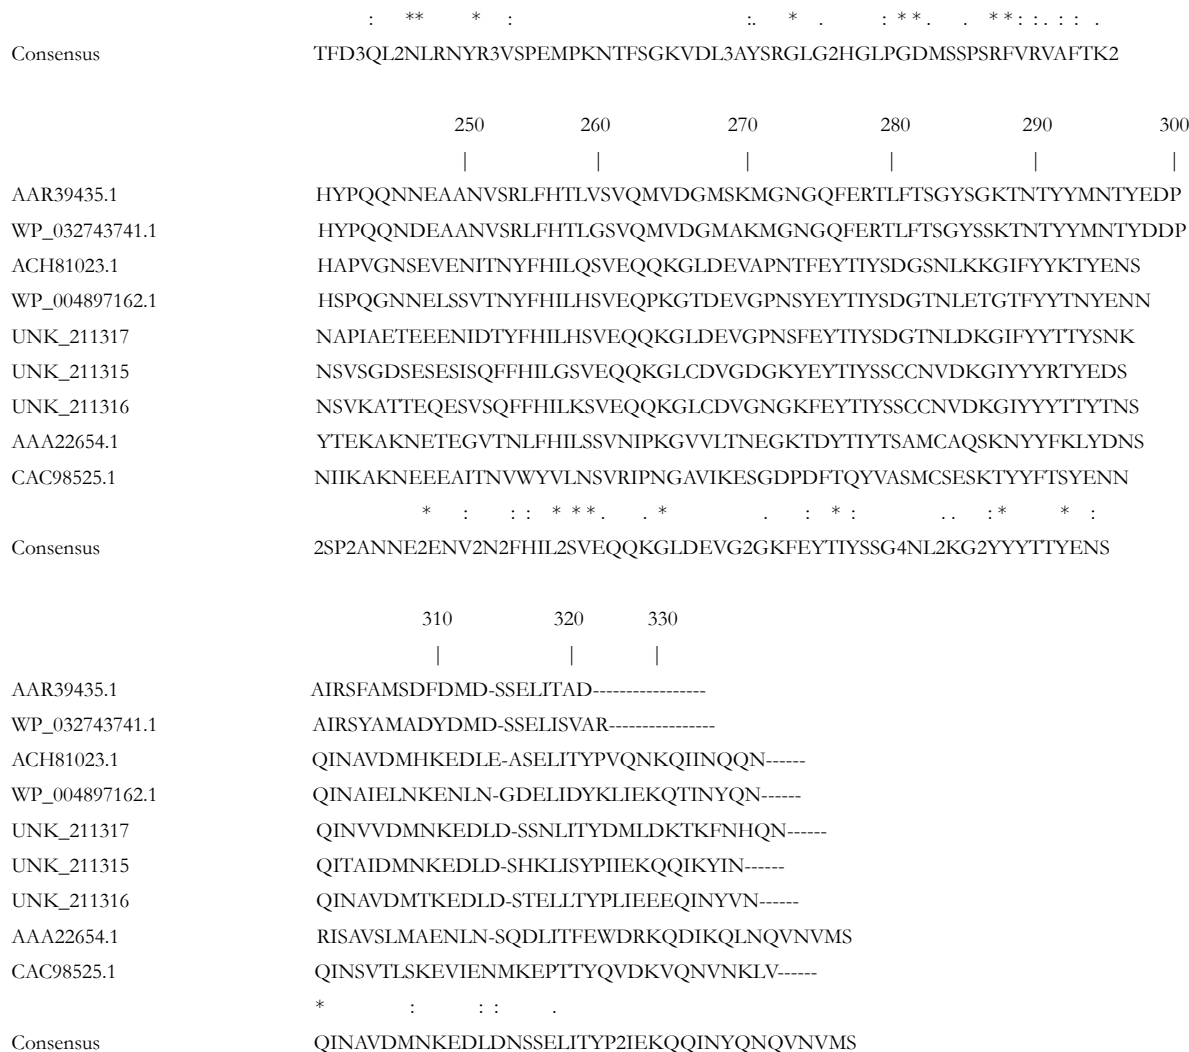 : ** * : :. * . : **. . **: :. : : .
Consensus TFD3QL2NLRNYR3VSPEMPKNTFSGKVDL3AYSRGLG2HGLPGDMSSPSRFVRVAFTK2
250 260 270 280 290 300
| | | | | |
AAR39435.1 HYPQQNNEAANVSRLFHTLVSVQMVDGMSKMGNGQFERTLFTSGYSGKTNTYYMNTYEDP
WP_032743741.1 HYPQQNDEAANVSRLFHTLGSVQMVDGMAKMGNGQFERTLFTSGYSSKTNTYYMNTYDDP
ACH81023.1 HAPVGNSEVENITNYFHILQSVEQQKGLDEVAPNTFEYTIYSDGSNLKKGIFYYKTYENS
WP_004897162.1 HSPQGNNELSSVTNYFHILHSVEQPKGTDEVGPNSYEYTIYSDGTNLETGTFYYTNYENN
UNK_211317 NAPIAETEEENIDTYFHILHSVEQQKGLDEVGPNSFEYTIYSDGTNLDKGIFYYTTYSNK
UNK_211315 NSVSGDSESESISQFFHILGSVEQQKGLCDVGDGKYEYTIYSSCCNVDKGIYYYRTYEDS
UNK_211316 NSVKATTEQESVSQFFHILKSVEQQKGLCDVGNGKFEYTIYSSCCNVDKGIYYYTTYTNS
AAA22654.1 YTEKAKNETEGVTNLFHILSSVNIPKGVVLTNEGKTDYTIYTSAMCAQSKNYYFKLYDNS
CAC98525.1 NIIKAKNEEEAITNVWYVLNSVRIPNGAVIKESGDPDFTQYVASMCSESKTYYFTSYENN
* : : : * **. . * . : * : . . : * * :
Consensus 2SP2ANNE2ENV2N2FHIL2SVEQQKGLDEVG2GKFEYTIYSSG4NL2KG2YYYTTYENS
310 320 330
| | |
AAR39435.1 AIRSFAMSDFDMD-SSELITAD-----------------
WP_032743741.1 AIRSYAMADYDMD-SSELISVAR----------------
ACH81023.1 QINAVDMHKEDLE-ASELITYPVQNKQIINQQN------
WP_004897162.1 QINAIELNKENLN-GDELIDYKLIEKQTINYQN------
UNK_211317 QINVVDMNKEDLD-SSNLITYDMLDKTKFNHQN------
UNK_211315 QITAIDMNKEDLD-SHKLISYPIIEKQQIKYIN------
UNK_211316 QINAVDMTKEDLD-STELLTYPLIEEEQINYVN------
AAA22654.1 RISAVSLMAENLN-SQDLITFEWDRKQDIKQLNQVNVMS
CAC98525.1 QINSVTLSKEVIENMKEPTTYQVDKVQNVNKLV------
* : : : .
Consensus QINAVDMNKEDLDNSSELITYP2IEKQQINYQNQVNVMS